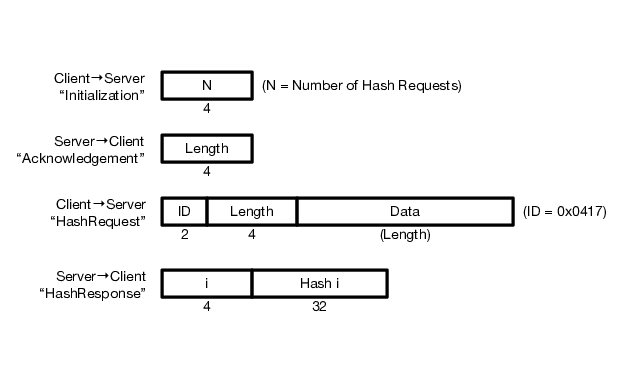 Client→Server
“Initialization”
N
(N = Number of Hash Requests)
4
Server→Client
“Acknowledgement”
Length
4
Client→Server
“HashRequest”
ID
Length
Data
(ID = 0x0417)
2
4
(Length)
Server→Client
“HashResponse”
i
Hash i
4
32